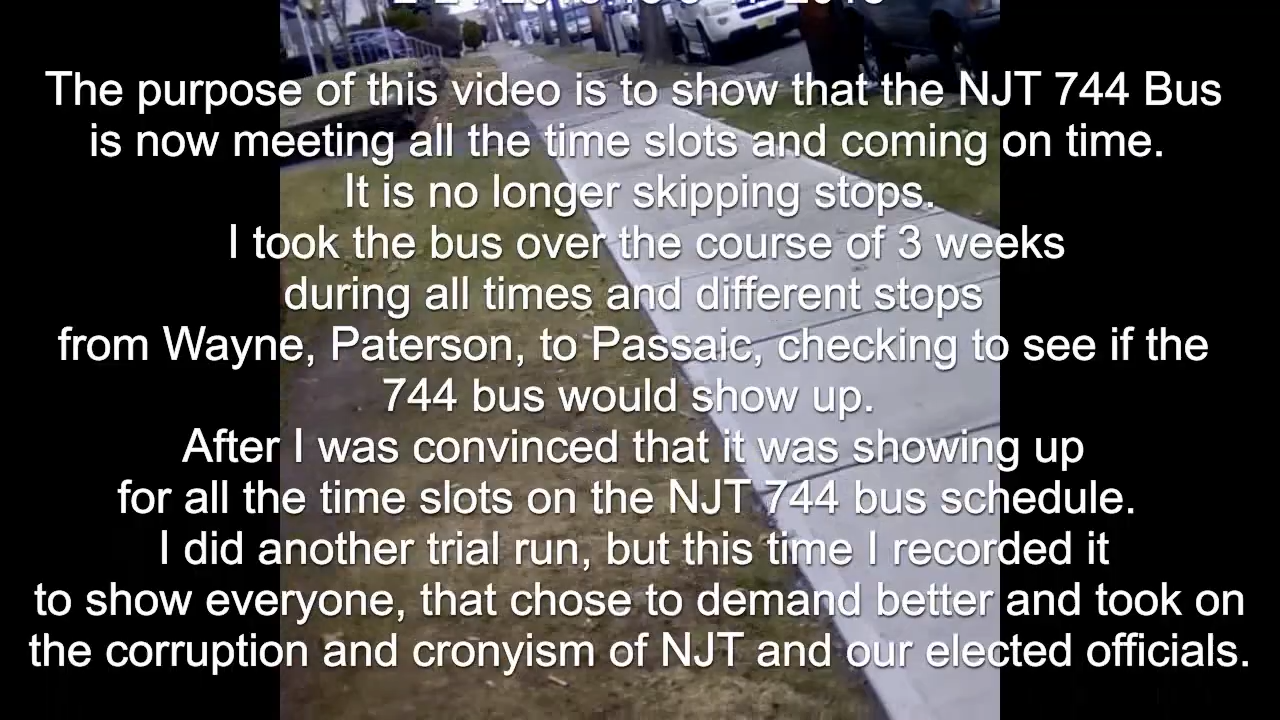 The purpose of this video is to show that the NJT 744 Bus
is now meeting all the time slots and coming on time.
It is no longer skipping stops.
I took the bus over the course of 3 weeks
during all times and different stops
from Wayne, Paterson, to Passaic, checking to see if the
744 bus would show up.
After I was convinced that it was showing up
for all the time slots on the NJT 744 bus schedule.
I did another trial run, but this time I recorded it
to show everyone, that chose to demand better and took on
the corruption and cronyism of NJT and our elected officials.